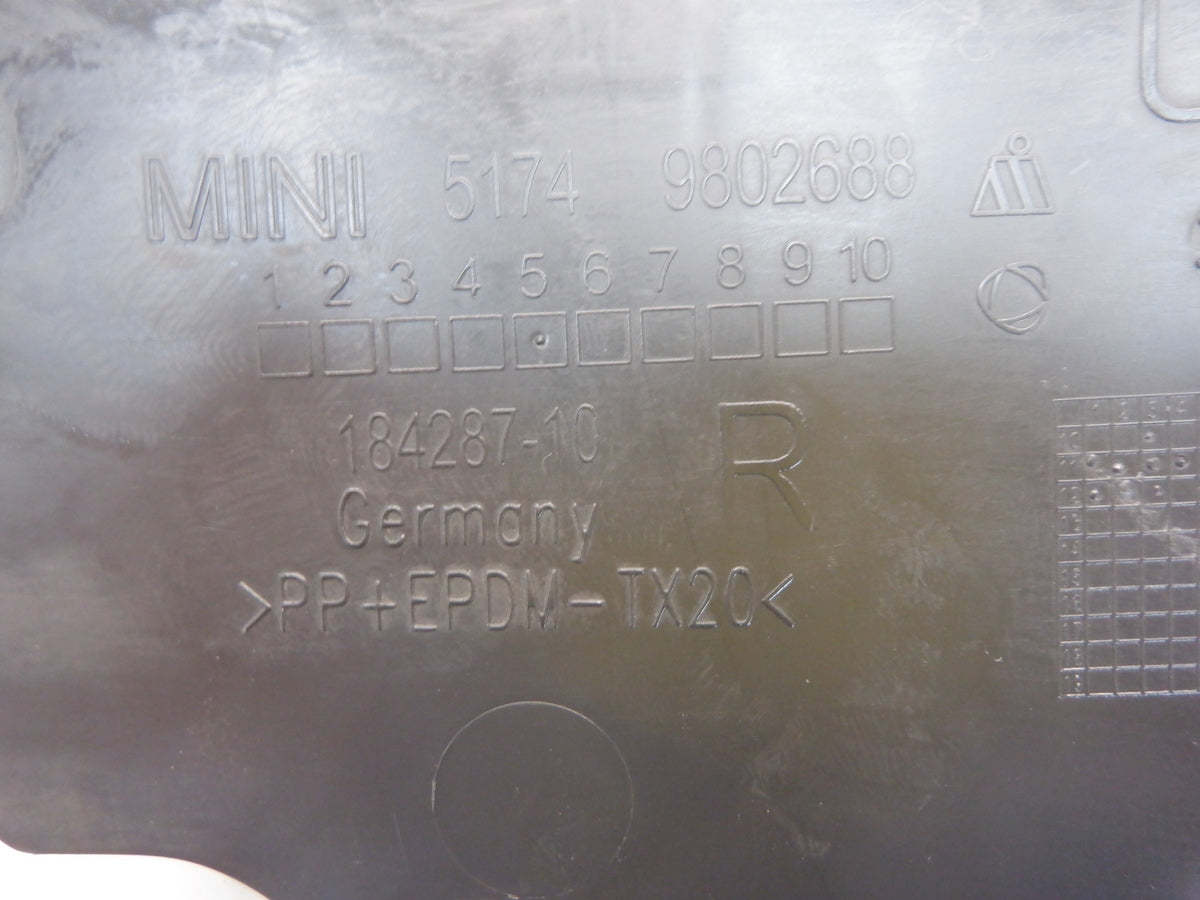 MINI 5174 9802688
1 2 3 4 5 6 7 8 9 10
184287-10
R
Germany
>PP+EPDM-TX20<